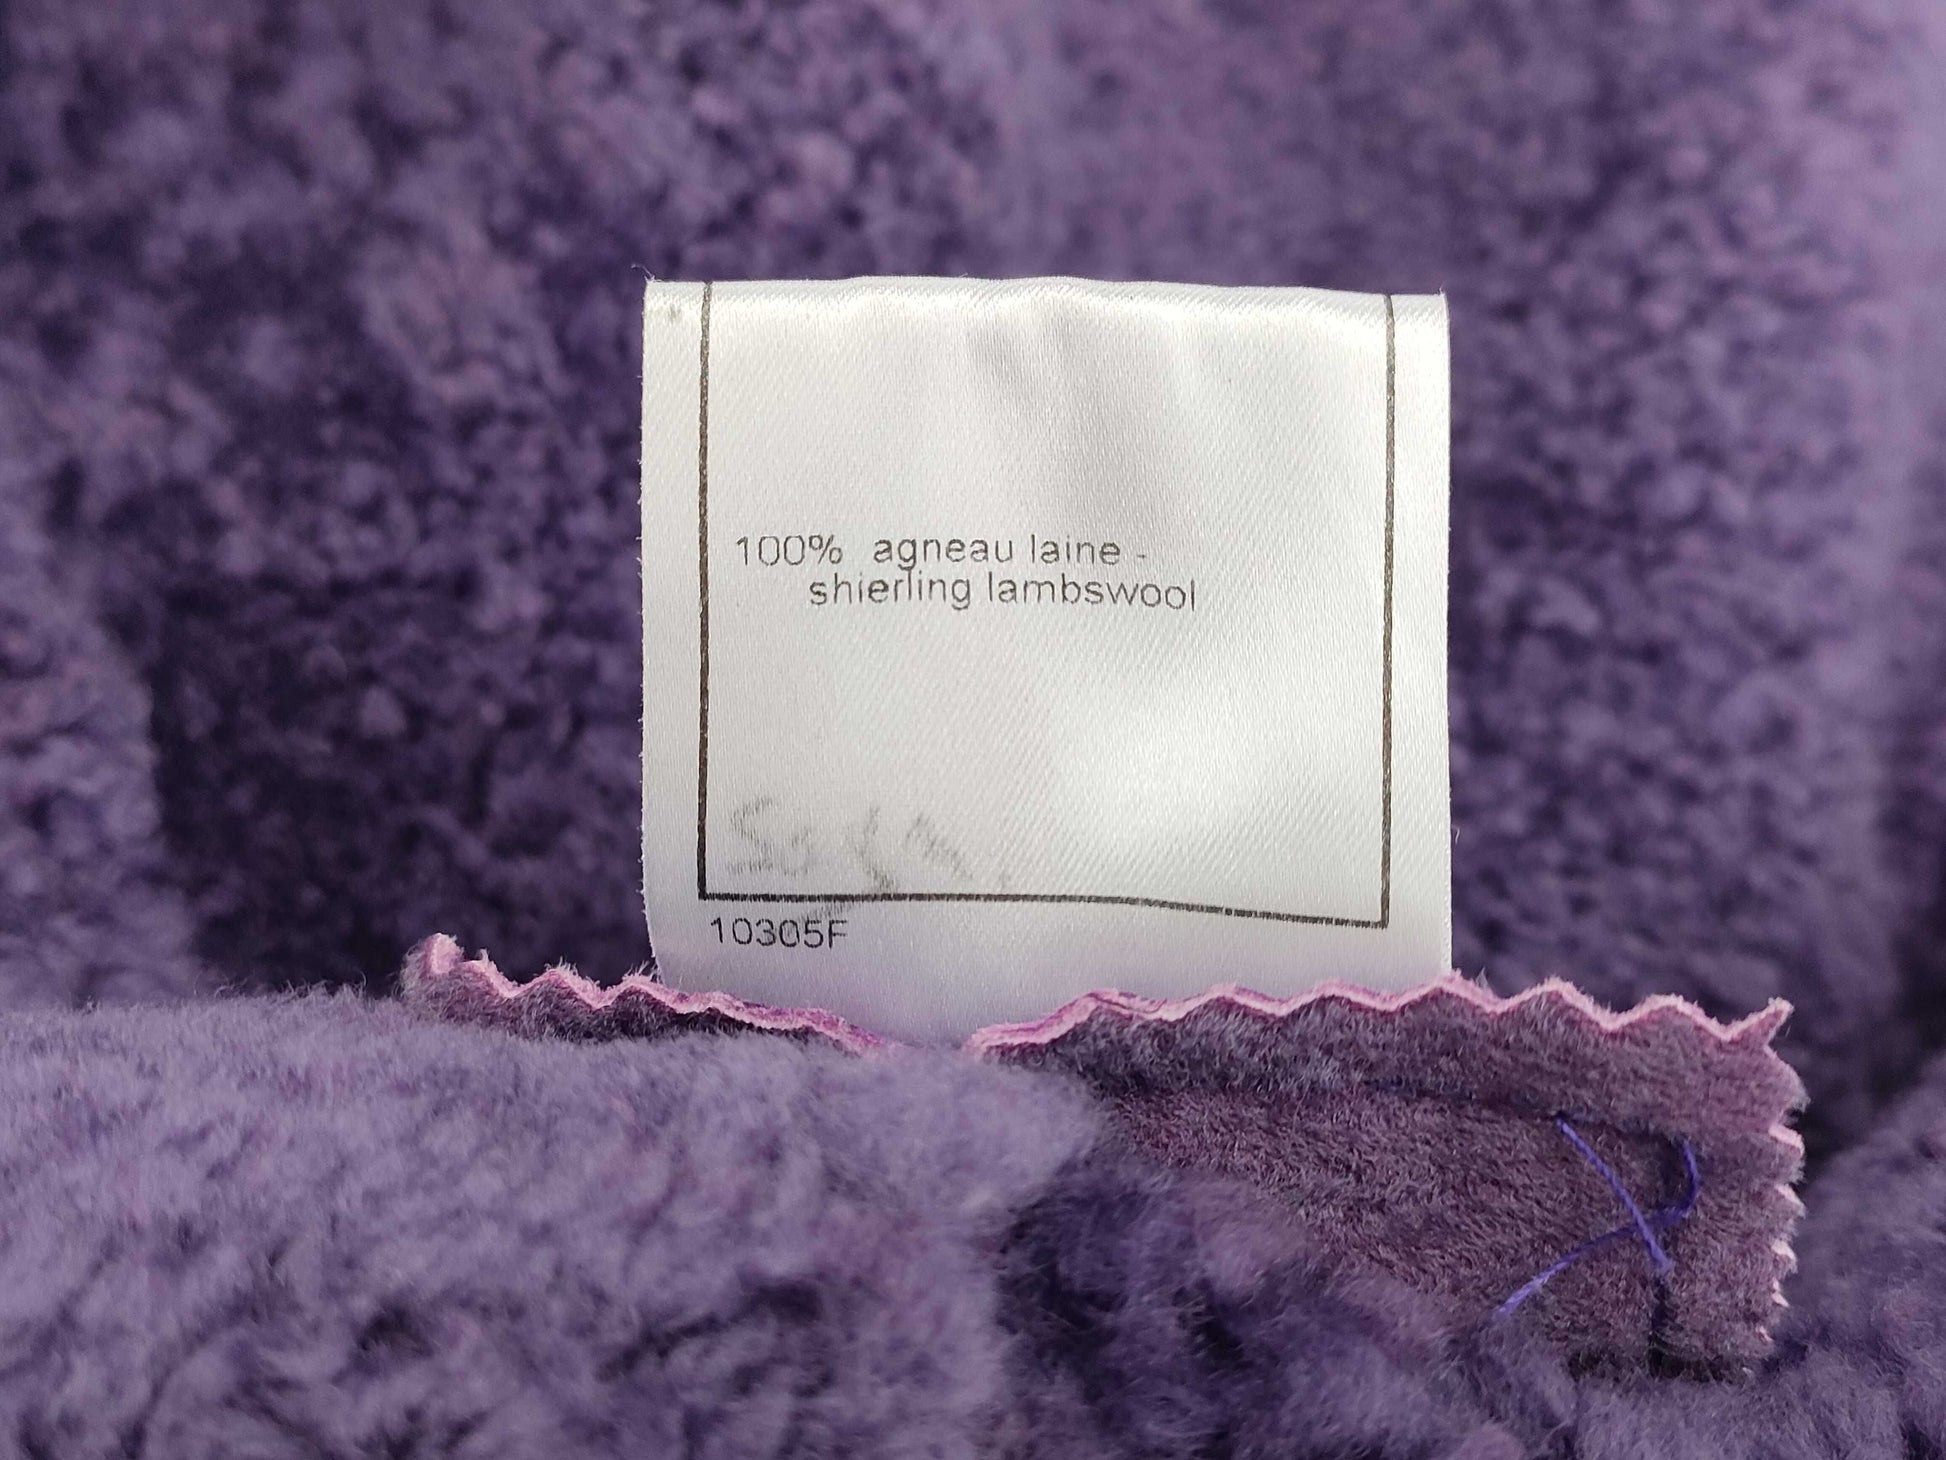 100% agneau laine -
shierling lambswool
10305F